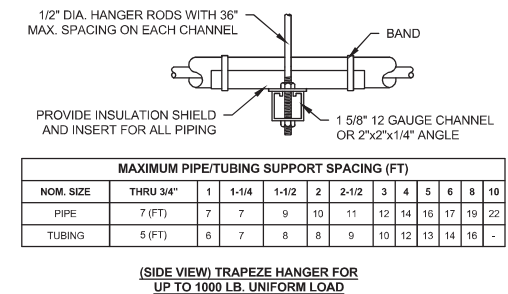 1/2" DIA. HANGER RODS WITH 36"
MAX. SPACING ON EACH CHANNEL
BAND
PROVIDE INSULATION SHIELD
AND INSERT FOR ALL PIPING
1 5/8" 12 GAUGE CHANNEL
OR 2"x2"x1/4" ANGLE
MAXIMUM PIPE/TUBING SUPPORT SPACING (FT)
NOM. SIZE THRU 3/4" 1 1-1/4 1-1/2 2 2-1/2 3 4 5 6 8 10
PIPE 7 (FT) 7 7 9 10 11 12 14 16 17 19 22
TUBING 5 (FT) 6 7 8 8 9 10 12 13 14 16 -
(SIDE VIEW) TRAPEZE HANGER FOR
UP TO 1000 LB. UNIFORM LOAD